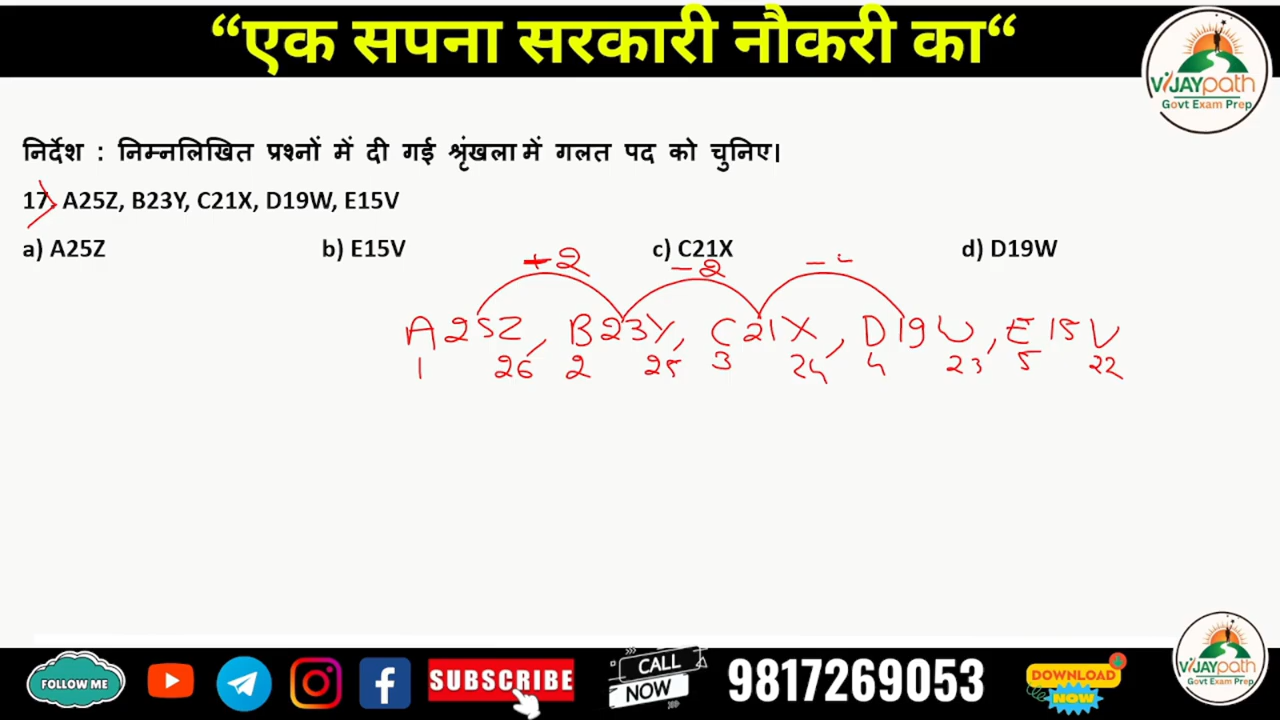 “एक सपना सरकारी नौकरी का“
VIJAYpath
Govt Exam Prep
निर्देश : निम्नलिखित प्रश्नों में दी गई श्रृंखला में गलत पद को चुनिए।
17. A25Z, B23Y, C21X, D19W, E15V
a) A25Z b) E15V c) C21X d) D19W
+2 -2 -
A25Z, B23Y, C21X, D19W, E15V
1 26 2 25 3 24 4 23 5 22
VIJAYpath
Govt Exam Prep
FOLLOW ME SUBSCRIBE CALL NOW 9817269053 DOWNLOAD NOW